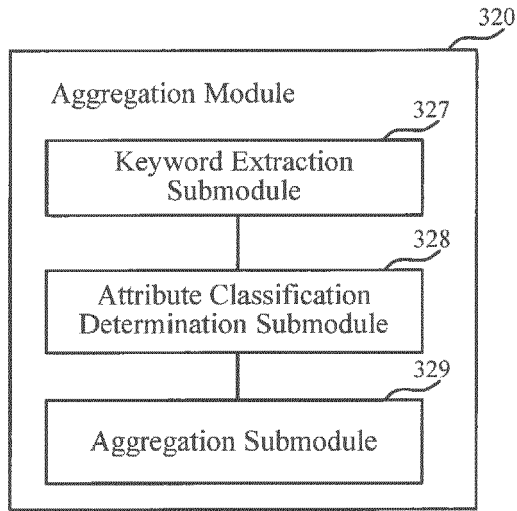 320
Aggregation Module
327
Keyword Extraction
Submodule
328
Attribute Classification
Determination Submodule
329
Aggregation Submodule